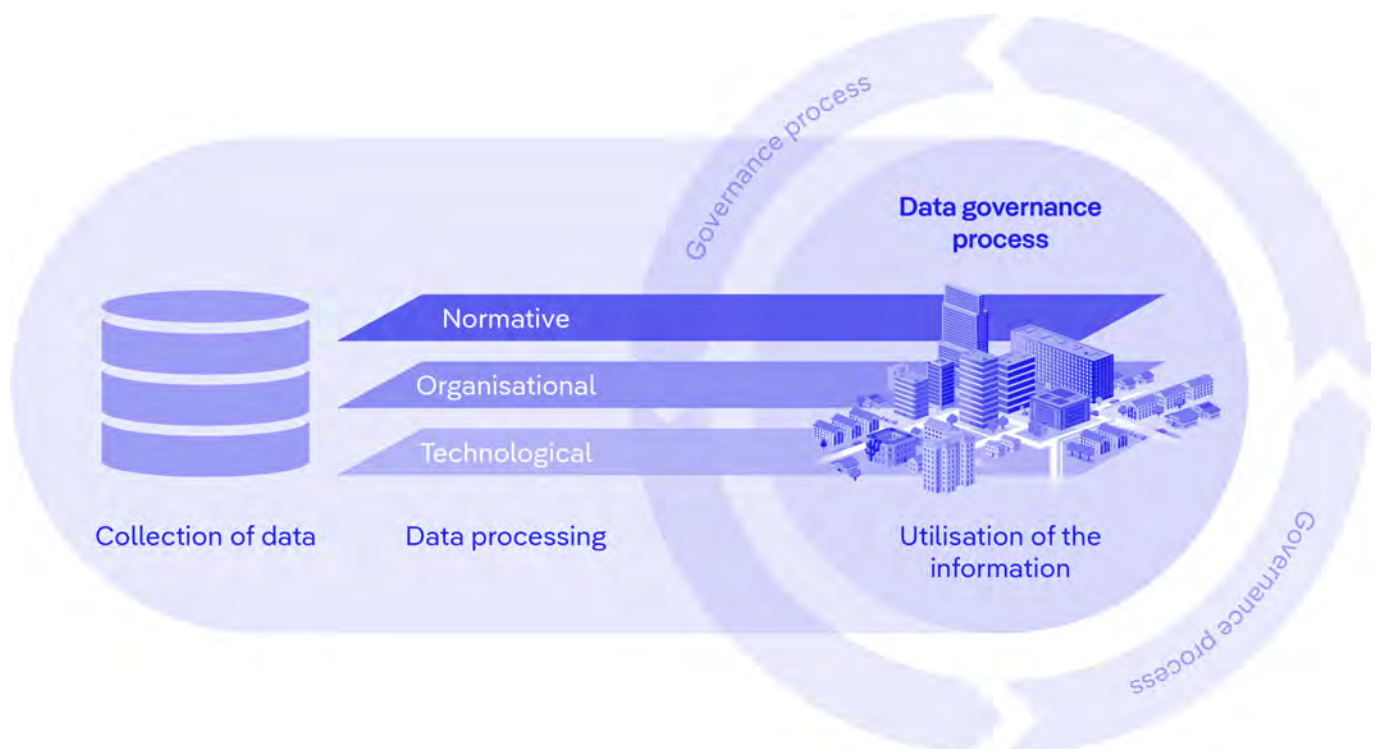 Governance process
Data governance
process
Normative
Organisational
Technological
Collection of data
Data processing
Utilisation of the
information
Governance process